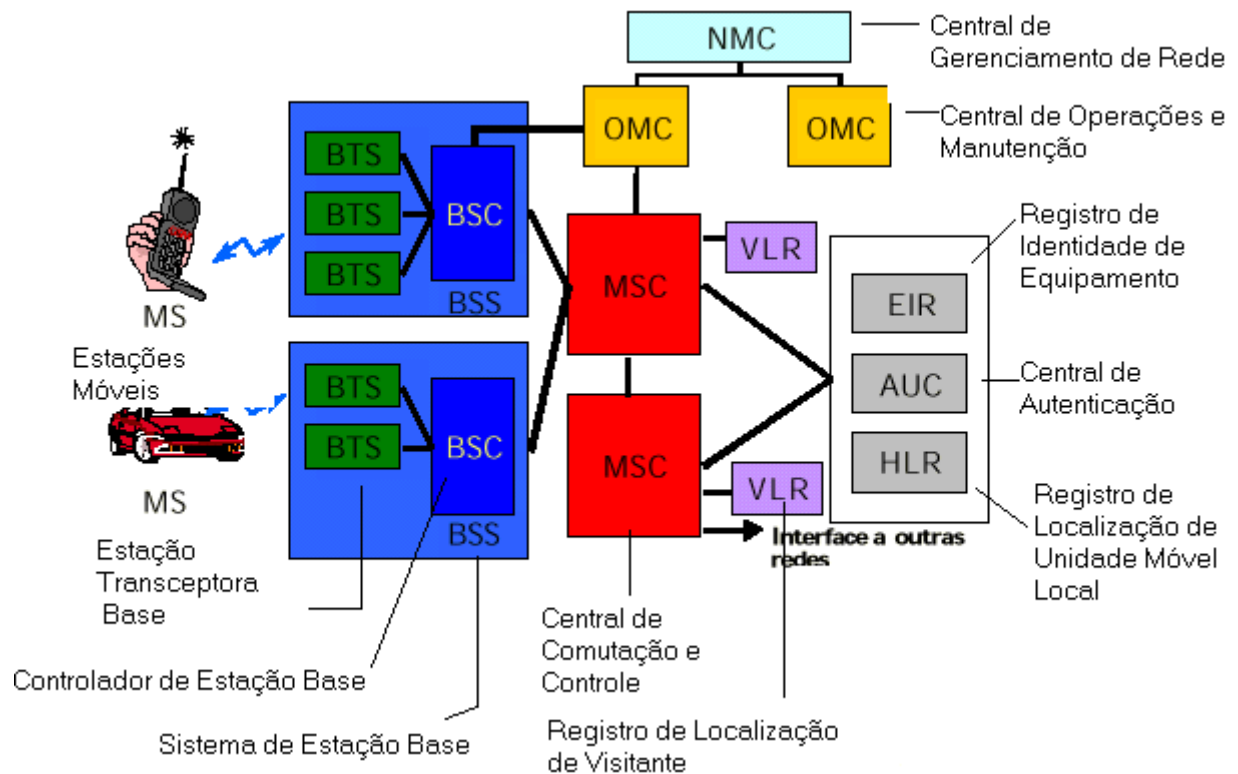 NMC
Central de
Gerenciamento de Rede
OMC
OMC
Central de Operações e
Manutenção
BTS
BTS
BTS
BSC
BSS
MSC
VLR
Registro de
Identidade de
Equipamento
EIR
AUC
HLR
Central de
Autenticação
Registro de
Localização de
Unidade Móvel
Local
MS
Estações
Móveis
BTS
BTS
BSC
BSS
MSC
VLR
Interface a outras
redes
MS
Estação
Transceptora
Base
Controlador de Estação Base
Sistema de Estação Base
Central de
Comutação e
Controle
Registro de Localização
de Visitante